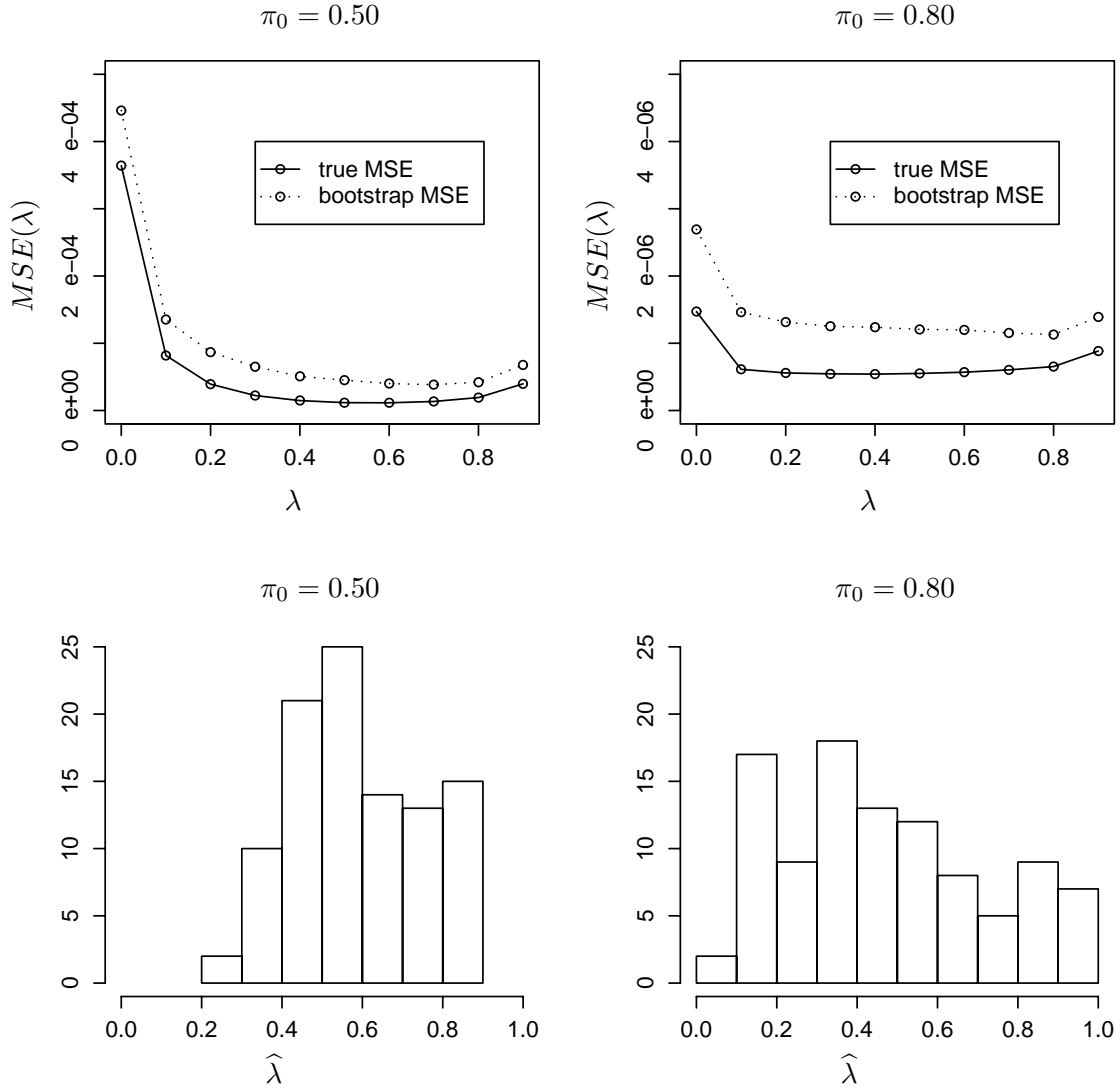 π₀ = 0.50
MSE(λ)
0 e+00 2 e−04 4 e−04
true MSE
bootstrap MSE
0.0 0.2 0.4 0.6 0.8
λ
π₀ = 0.80
MSE(λ)
0 e+00 2 e−06 4 e−06
true MSE
bootstrap MSE
0.0 0.2 0.4 0.6 0.8
λ
π₀ = 0.50
0 5 10 15 20 25
0.0 0.2 0.4 0.6 0.8 1.0
λ̂
π₀ = 0.80
0 5 10 15 20 25
0.0 0.2 0.4 0.6 0.8 1.0
λ̂